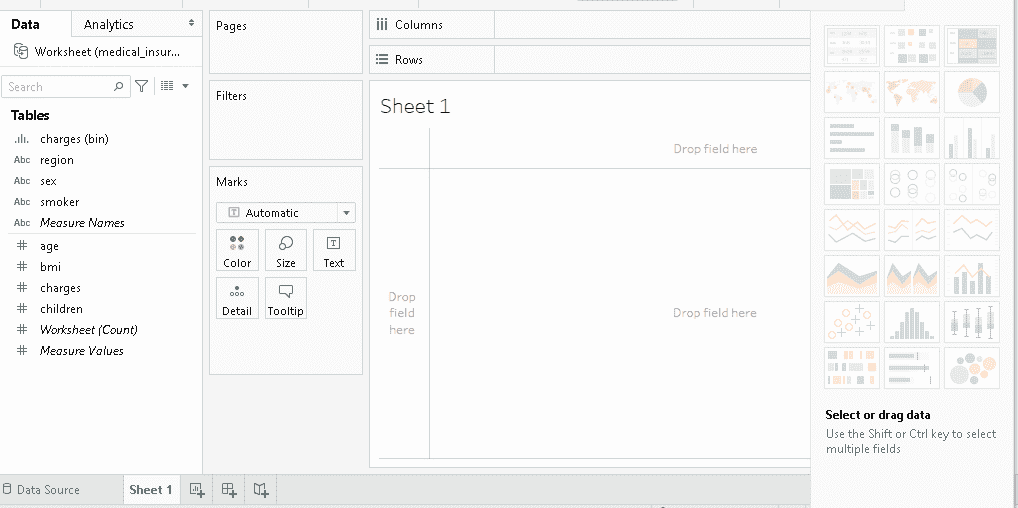 Data
Analytics
Worksheet (medical_insur...
Search
Tables
charges (bin)
Abc region
Abc sex
Abc smoker
Abc Measure Names
# age
# bmi
# charges
# children
# Worksheet (Count)
# Measure Values
Pages
Filters
Marks
T Automatic
Color
Size
T
Text
Detail
Tooltip
Columns
Rows
Sheet 1
Drop field here
Drop
field
here
Drop field here
Select or drag data
Use the Shift or Ctrl key to select
multiple fields
Data Source
Sheet 1